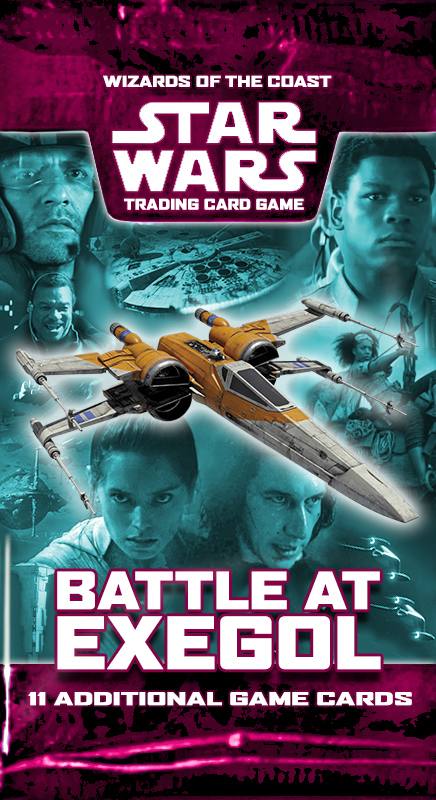 WIZARDS OF THE COAST
STAR
WARS
TRADING CARD GAME
BATTLE AT
EXEGOL
11 ADDITIONAL GAME CARDS